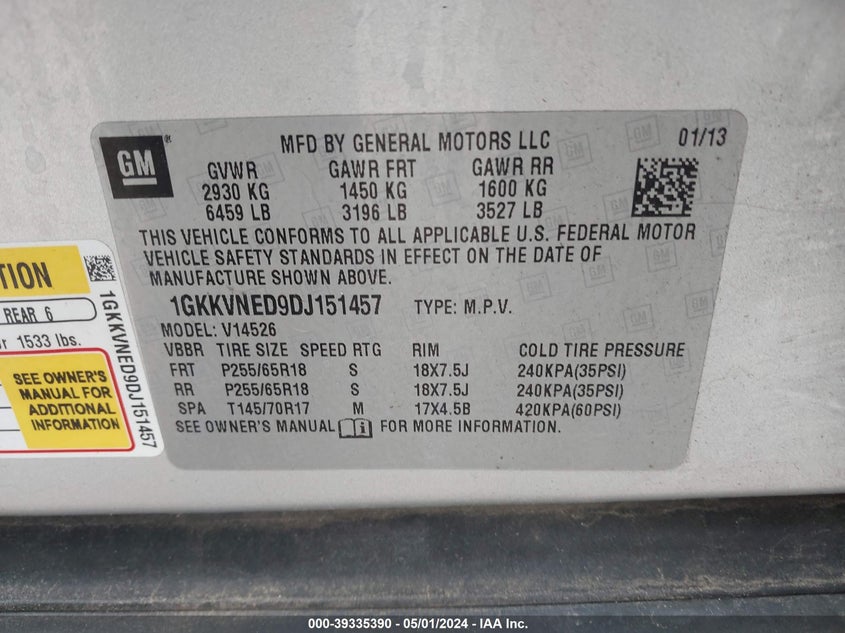 GM
®
MFD BY GENERAL MOTORS LLC 01/13
GVWR GAWR FRT GAWR RR
2930 KG 1450 KG 1600 KG
6459 LB 3196 LB 3527 LB
THIS VEHICLE CONFORMS TO ALL APPLICABLE U.S. FEDERAL MOTOR
VEHICLE SAFETY STANDARDS IN EFFECT ON THE DATE OF
MANUFACTURE SHOWN ABOVE.
1GKKVNED9DJ151457 TYPE: M.P.V.
MODEL: V14526
VBBR TIRE SIZE SPEED RTG RIM COLD TIRE PRESSURE
FRT P255/65R18 S 18X7.5J 240KPA(35PSI)
RR P255/65R18 S 18X7.5J 240KPA(35PSI)
SPA T145/70R17 M 17X4.5B 420KPA(60PSI)
SEE OWNER'S MANUAL FOR MORE INFORMATION.
REAR 6
1533 lbs.
SEE OWNER'S
MANUAL FOR
ADDITIONAL
INFORMATION
1GKKVNED9DJ151457
000-39335390 - 05/01/2024 - IAA Inc.